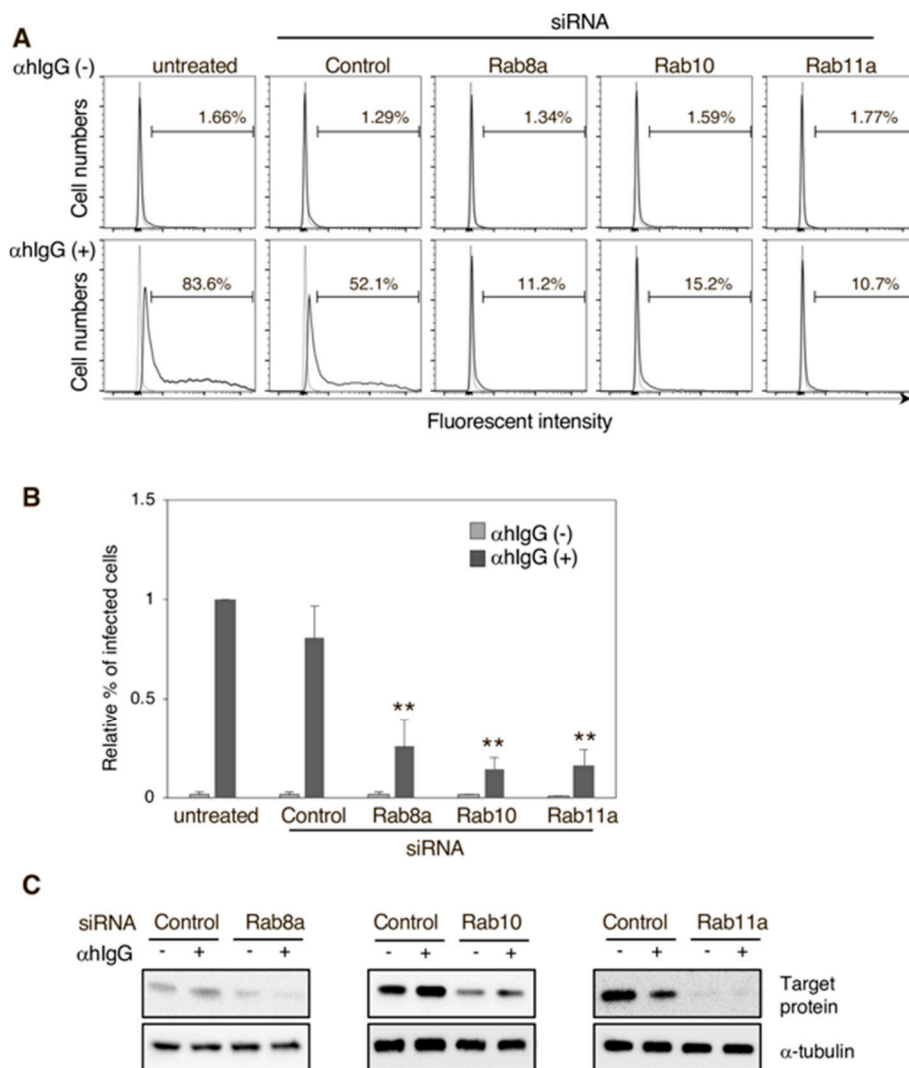 siRNA
A
αhIgG (-) untreated Control Rab8a Rab10 Rab11a
Cell numbers 1.66% 1.29% 1.34% 1.59% 1.77%
αhIgG (+)
Cell numbers 83.6% 52.1% 11.2% 15.2% 10.7%
Fluorescent intensity
B
Relative % of infected cells
1.5
αhIgG (-)
αhIgG (+)
1
0.5
** ** **
0
untreated Control Rab8a Rab10 Rab11a
siRNA
C
siRNA Control Rab8a Control Rab10 Control Rab11a
αhIgG - + - + - + - + - + - +
Target
protein
α-tubulin